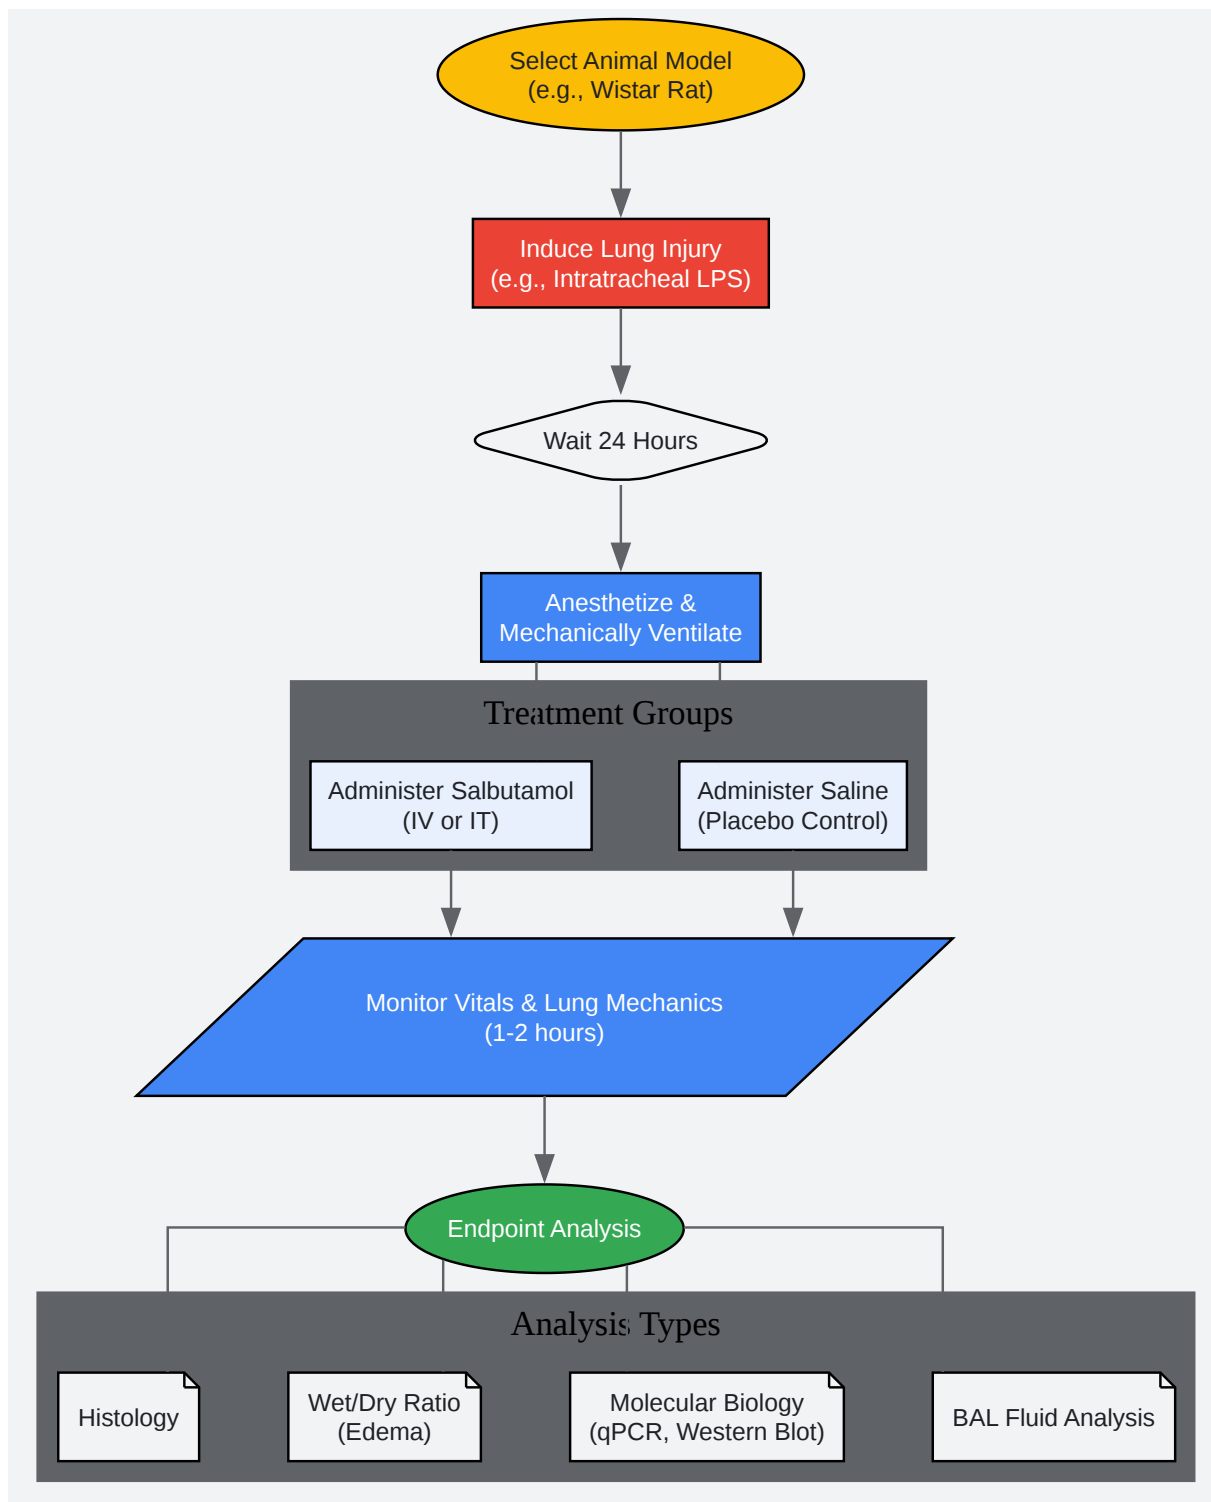 Select Animal Model
(e.g., Wistar Rat)
Induce Lung Injury
(e.g., Intratracheal LPS)
Wait 24 Hours
Anesthetize &
Mechanically Ventilate
Treatment Groups
Administer Salbutamol
(IV or IT)
Administer Saline
(Placebo Control)
Monitor Vitals & Lung Mechanics
(1-2 hours)
Endpoint Analysis
Analysis Types
Histology
Wet/Dry Ratio
(Edema)
Molecular Biology
(qPCR, Western Blot)
BAL Fluid Analysis